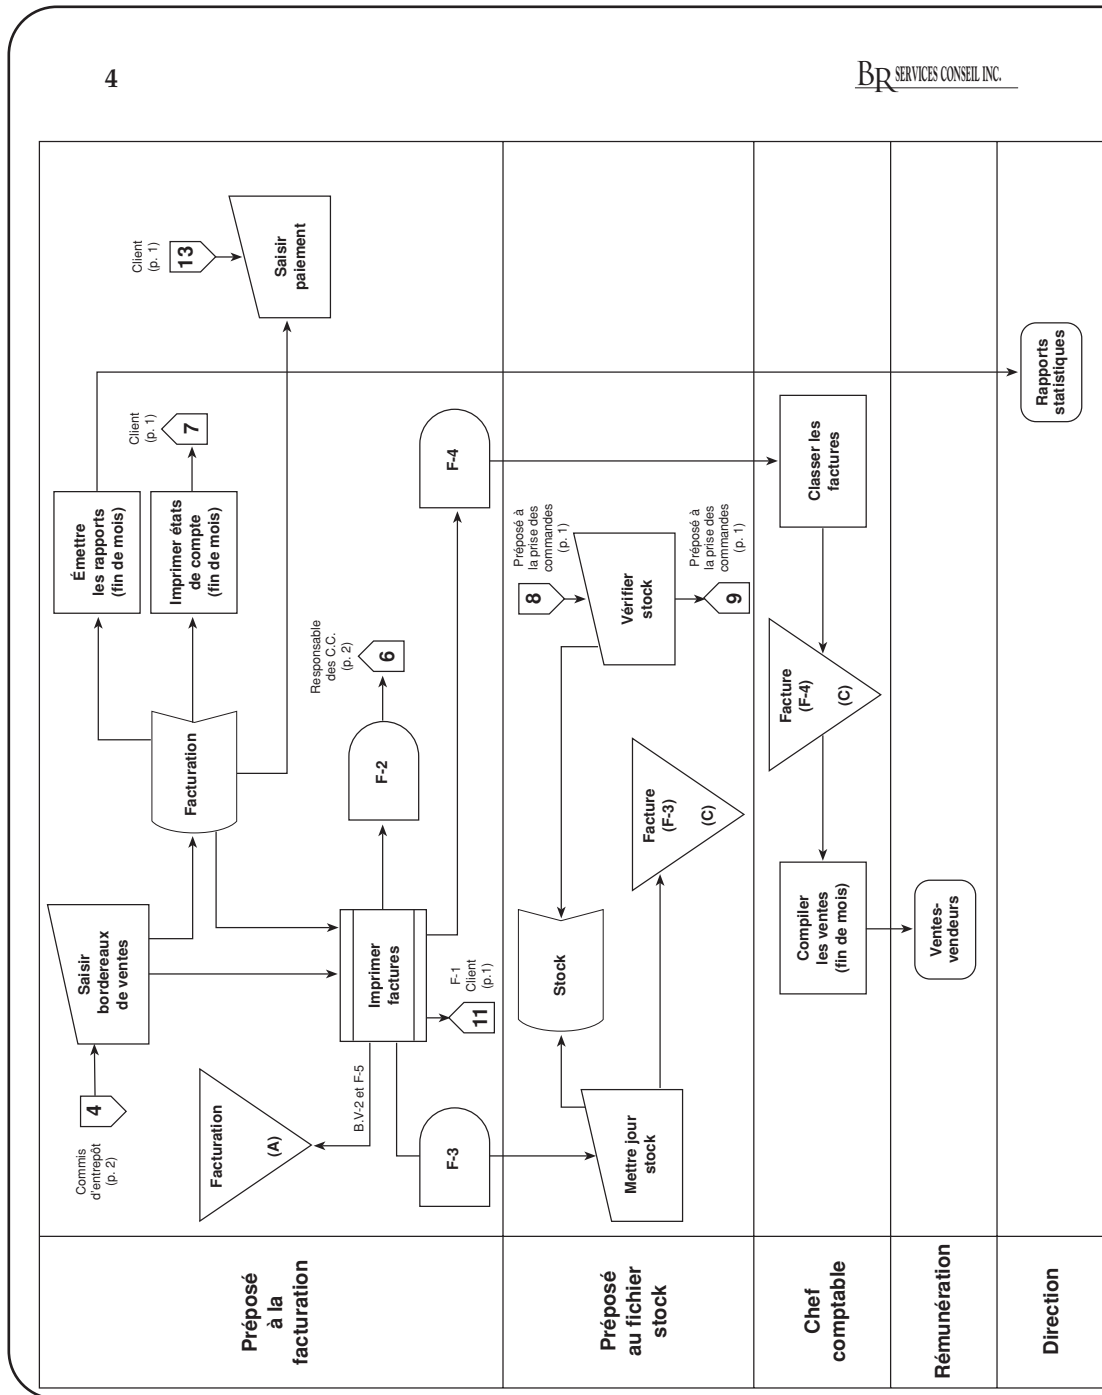 4
BR SERVICES CONSEIL INC.
Préposé
à la
facturation
Commis
d'entrepôt
(p. 2)
4
Saisir
bordereaux
de ventes
Facturation
Émettre
les rapports
(fin de mois)
Imprimer états
de compte
(fin de mois)
Client
(p. 1)
7
Client
(p. 1)
13
Saisir
paiement
Facturation
(A)
B.V-2 et F-5
Imprimer
factures
F-2
Responsable
des C.C.
(p. 2)
6
F-3
F-1
Client
(p.1)
11
F-4
Préposé
au fichier
stock
Mettre jour
stock
Stock
Facture
(F-3)
(C)
Préposé à
la prise des
commandes
(p. 1)
8
Vérifier
stock
9
Préposé à
la prise des
commandes
(p. 1)
Chef
comptable
Compiler
les ventes
(fin de mois)
Facture
(F-4)
(C)
Classer les
factures
Rémunération
Ventes-
vendeurs
Direction
Rapports
statistiques